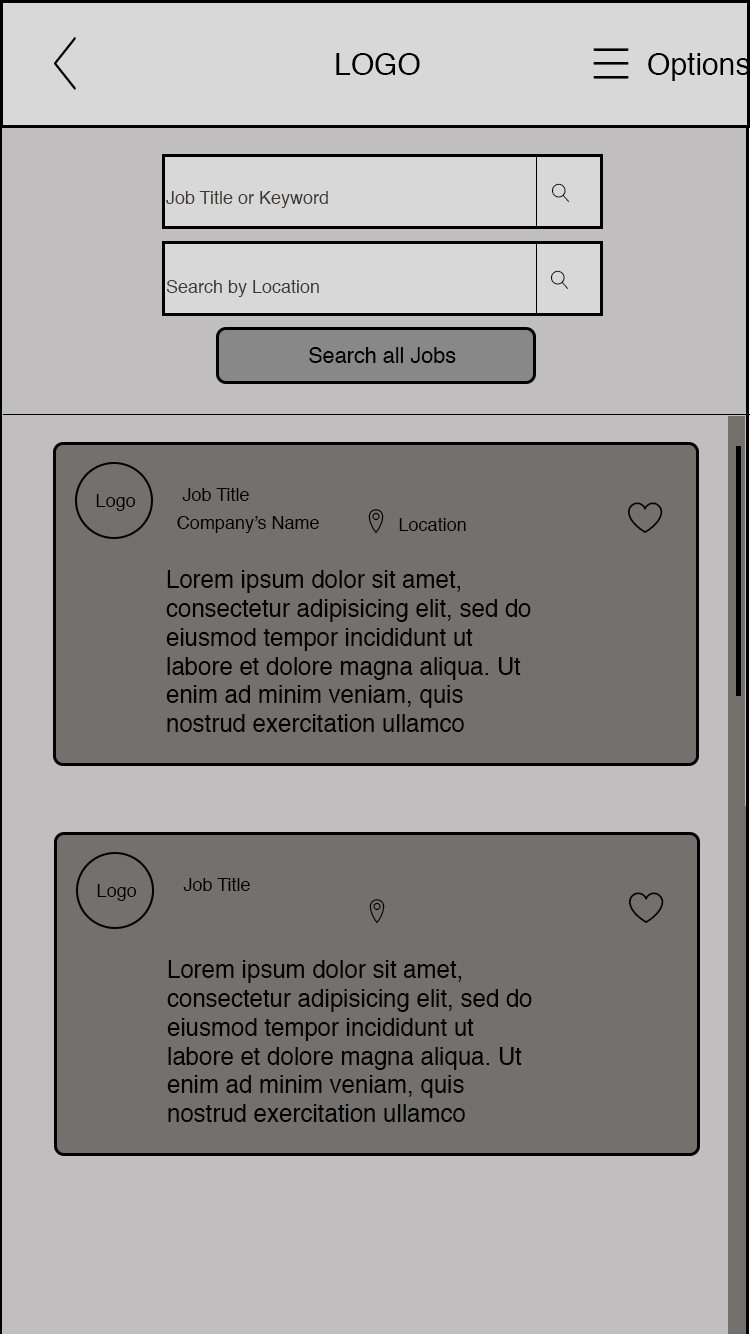 LOGO
Options
Job Title or Keyword
Search by Location
Search all Jobs
Logo
Job Title
Company’s Name
Location
Lorem ipsum dolor sit amet,
consectetur adipisicing elit, sed do
eiusmod tempor incididunt ut
labore et dolore magna aliqua. Ut
enim ad minim veniam, quis
nostrud exercitation ullamco
Logo
Job Title
Lorem ipsum dolor sit amet,
consectetur adipisicing elit, sed do
eiusmod tempor incididunt ut
labore et dolore magna aliqua. Ut
enim ad minim veniam, quis
nostrud exercitation ullamco